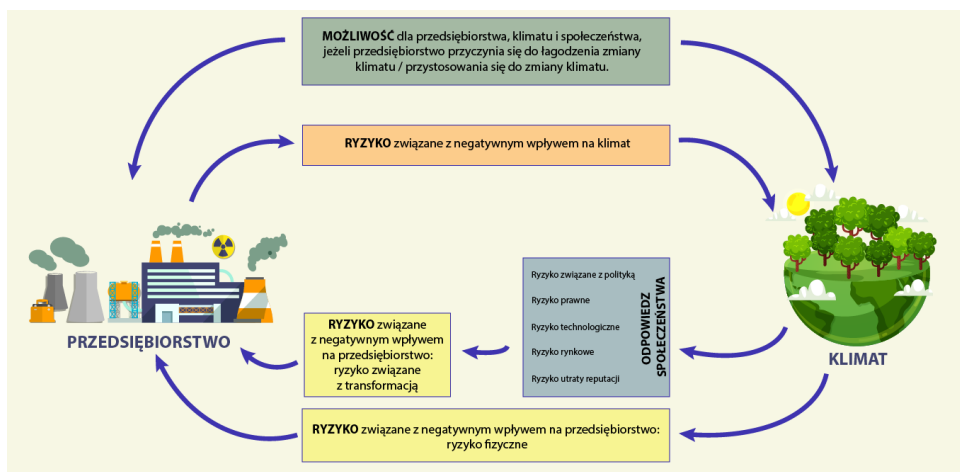 MOŻLIWOŚĆ dla przedsiębiorstwa, klimatu i społeczeństwa,
jeżeli przedsiębiorstwo przyczynia się do łagodzenia zmiany
klimatu / przystosowania się do zmiany klimatu.
RYZYKO związane z negatywnym wpływem na klimat
PRZEDSIĘBIORSTWO
RYZYKO związane
z negatywnym wpływem
na przedsiębiorstwo:
ryzyko związane
z transformacją
Ryzyko związane z polityką
Ryzyko prawne
Ryzyko technologiczne
Ryzyko rynkowe
Ryzyko utraty reputacji
ODPOWIEDZ
SPOŁECZEŃSTWA
KLIMAT
RYZYKO związane z negatywnym wpływem na przedsiębiorstwo:
ryzyko fizyczne